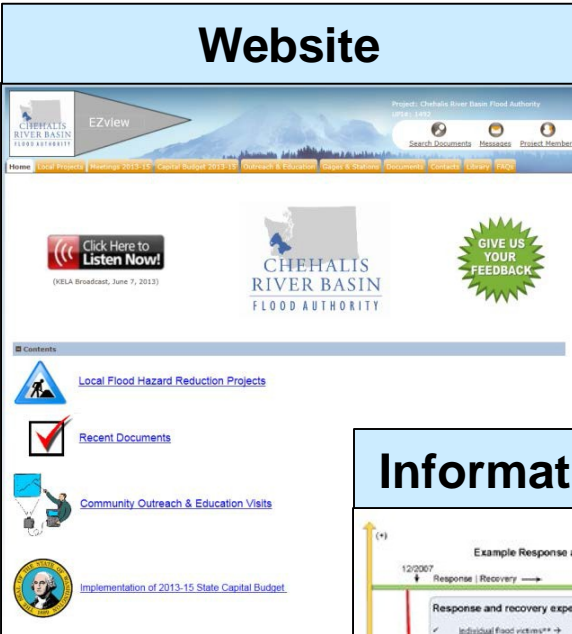 Website
Project: Chehalis River Basin Flood Authority
CHEHALIS
RIVER BASIN
FLOOD AUTHORITY
EZview
Search Documents Messages Project Member
Home Local Projects Meetings 2013-15 Capital Budget 2013-15 Outreach & Education Gages & Stations Documents Contacts Library FAQs
Click Here to
Listen Now!
(KELA Broadcast, June 7, 2013)
CHEHALIS
RIVER BASIN
FLOOD AUTHORITY
GIVE US
YOUR
FEEDBACK
Contents
Local Flood Hazard Reduction Projects
Recent Documents
Community Outreach & Education Visits
Implementation of 2013-15 State Capital Budget
Informat
(+)
Example Response
12/2007
Response | Recovery
Response and recovery expe
✓ Individual flood victims** →